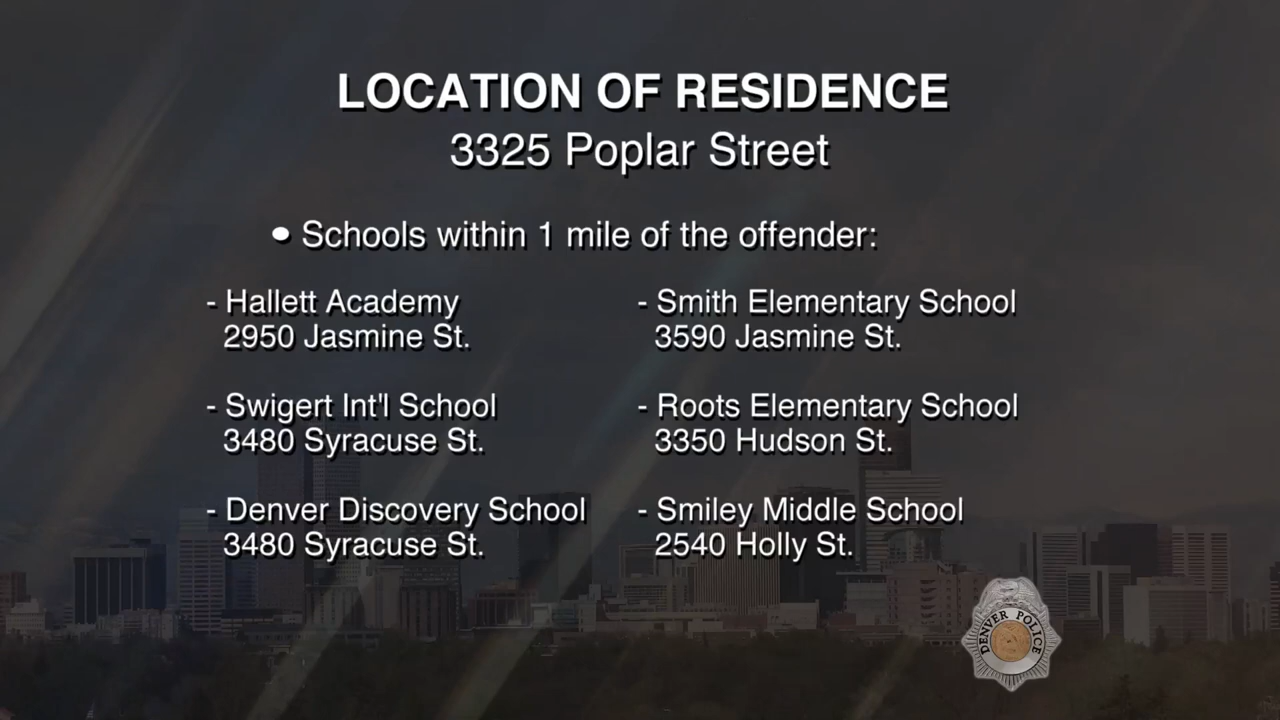 LOCATION OF RESIDENCE
3325 Poplar Street
• Schools within 1 mile of the offender:
- Hallett Academy
2950 Jasmine St.
- Smith Elementary School
3590 Jasmine St.
- Swigert Int'l School
3480 Syracuse St.
- Roots Elementary School
3350 Hudson St.
- Denver Discovery School
3480 Syracuse St.
- Smiley Middle School
2540 Holly St.
DENVER POLICE